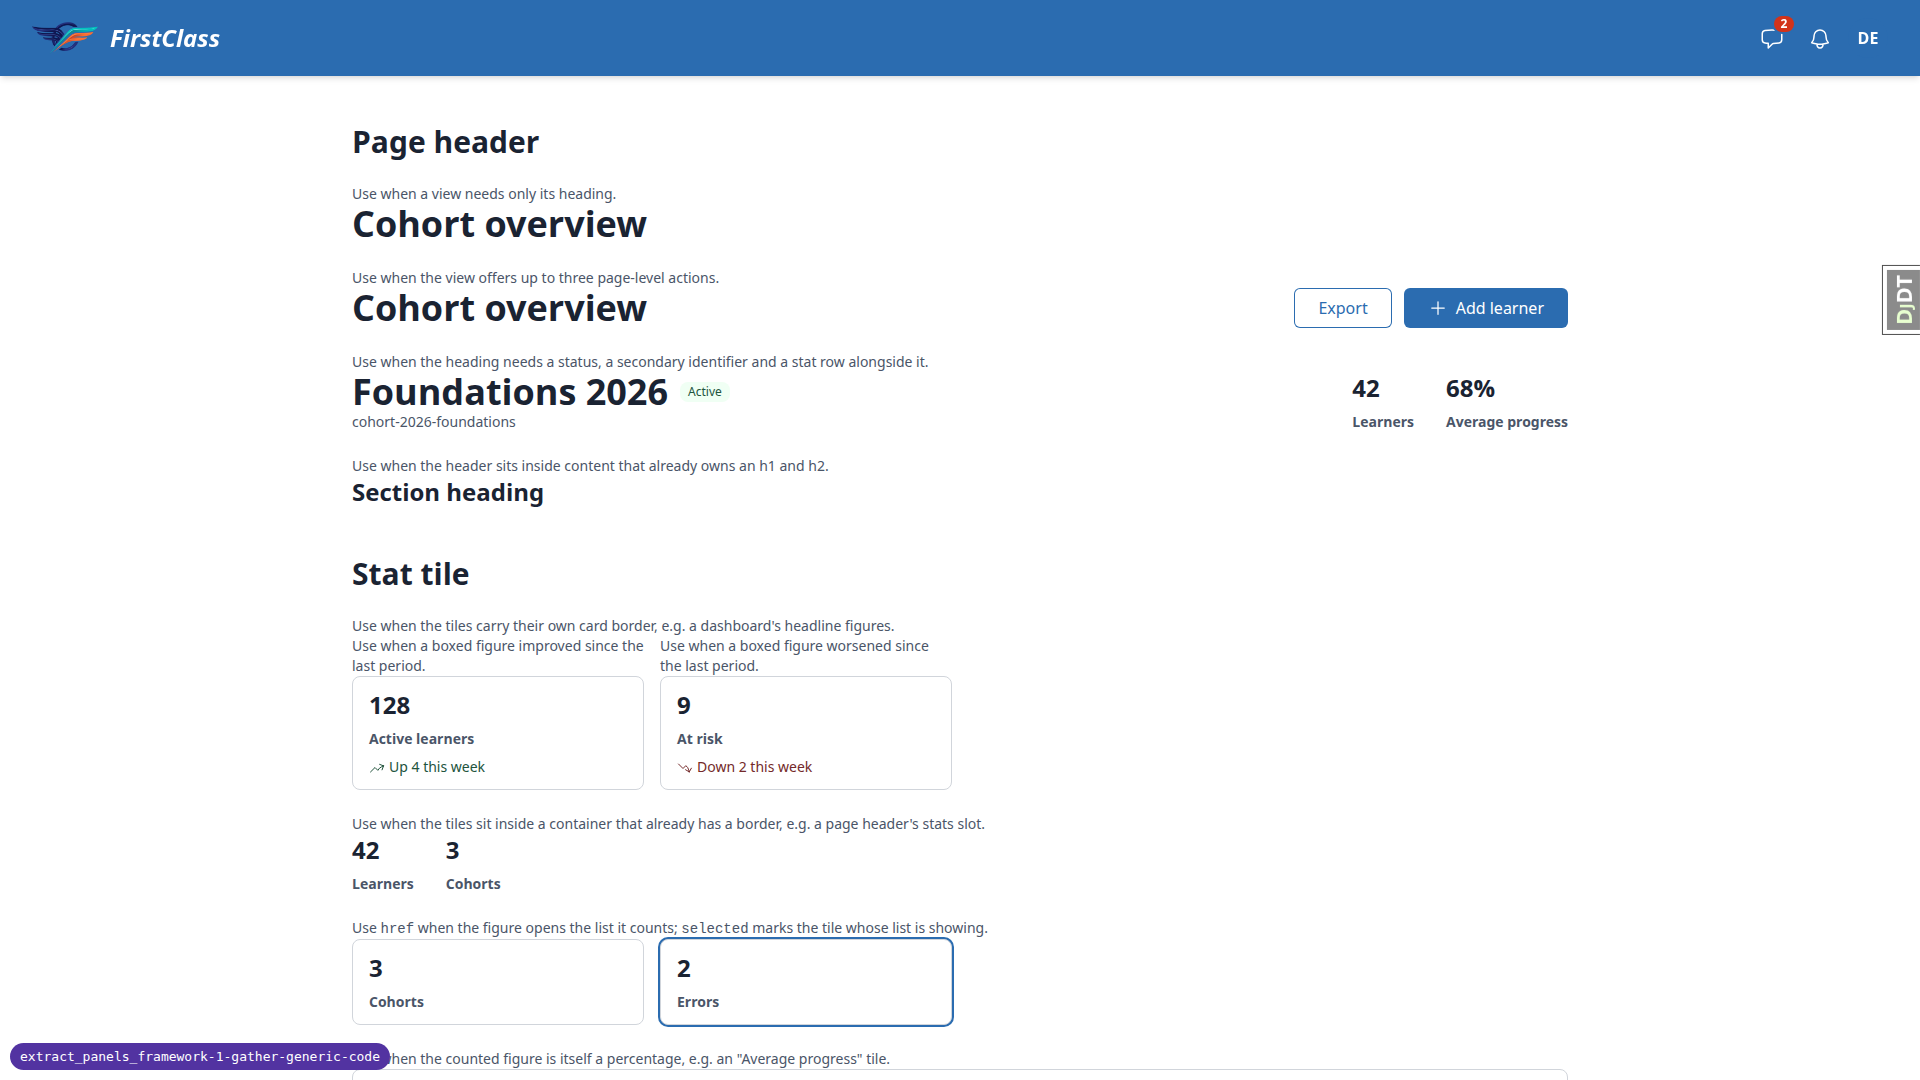 FirstClass
2
DE
Page header
Use when a view needs only its heading.
Cohort overview
Use when the view offers up to three page-level actions.
Cohort overview
Export
Add learner
Use when the heading needs a status, a secondary identifier and a stat row alongside it.
Foundations 2026 Active
cohort-2026-foundations
42
Learners
68%
Average progress
Use when the header sits inside content that already owns an h1 and h2.
Section heading
DjDT
Stat tile
Use when the tiles carry their own card border, e.g. a dashboard's headline figures.
Use when a boxed figure improved since the
last period.
128
Active learners
Up 4 this week
Use when a boxed figure worsened since
the last period.
9
At risk
Down 2 this week
Use when the tiles sit inside a container that already has a border, e.g. a page header's stats slot.
42
Learners
3
Cohorts
Use href when the figure opens the list it counts; selected marks the tile whose list is showing.
3
Cohorts
2
Errors
when the counted figure is itself a percentage, e.g. an "Average progress" tile.
extract_panels_framework-1-gather-generic-code